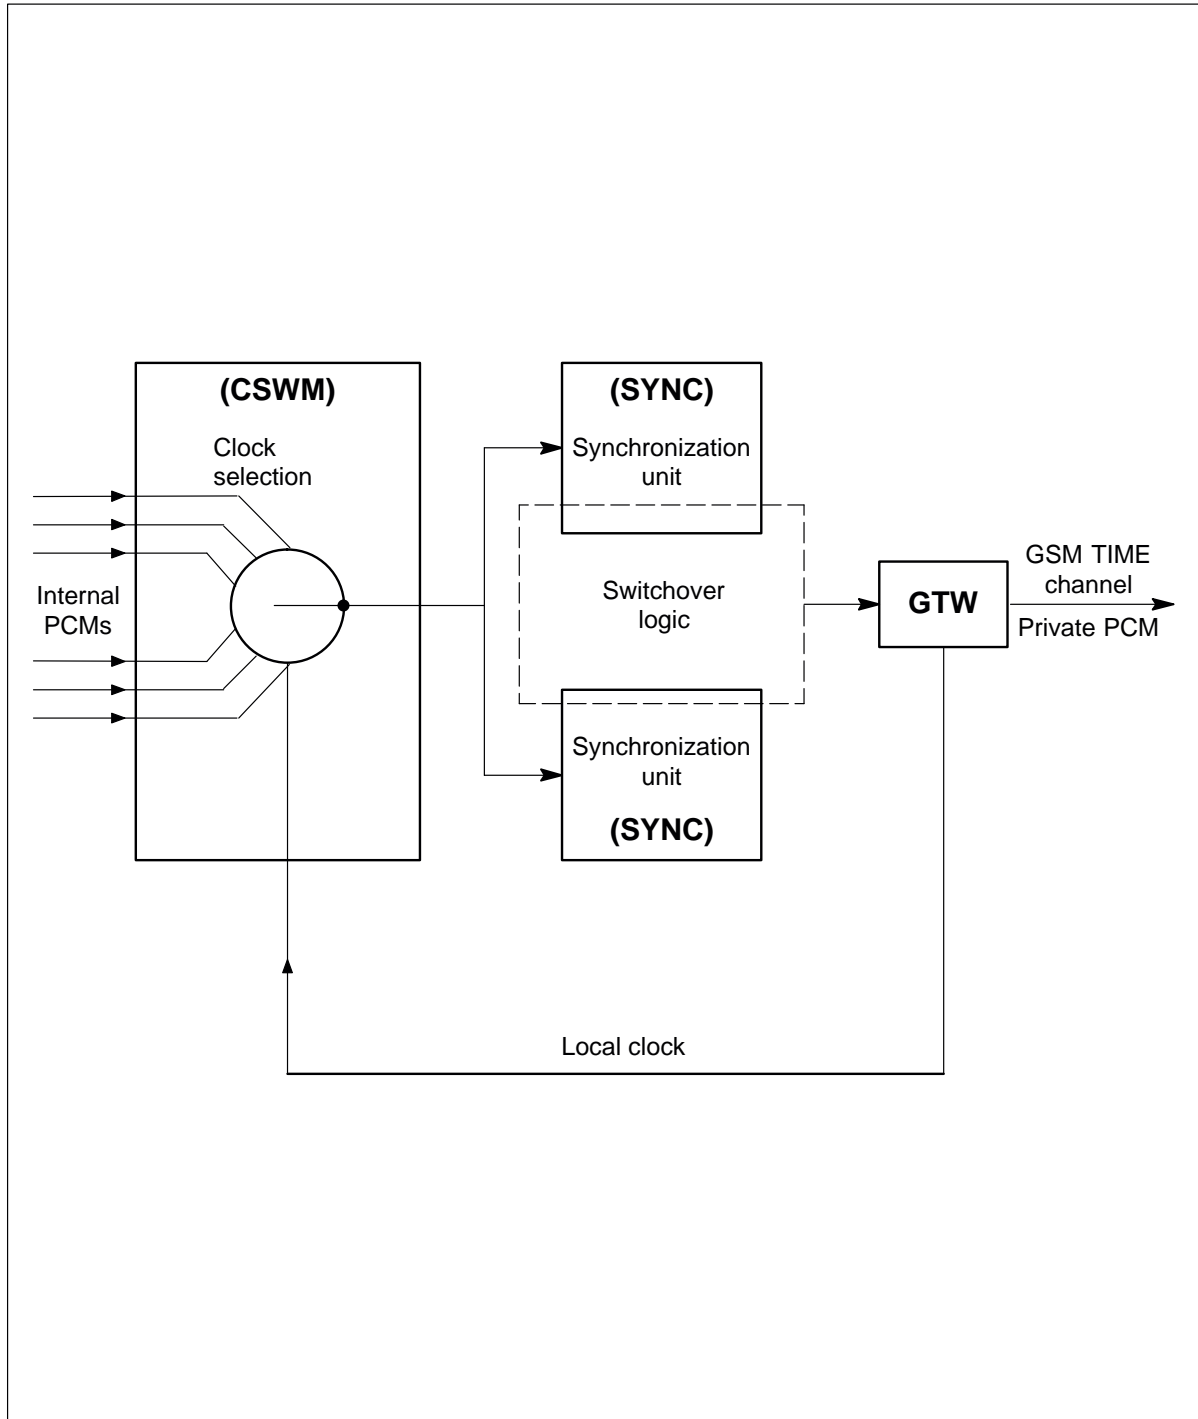 (CSWM)
Clock
selection
Internal
PCMs
(SYNC)
Synchronization
unit
Switchover
logic
Synchronization
unit
(SYNC)
GTW
GSM TIME
channel
Private PCM
Local clock